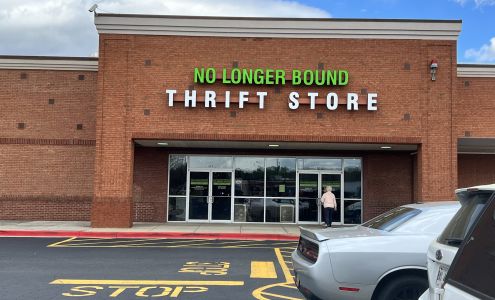 NO LONGER BOUND
THRIFT STORE
STOP